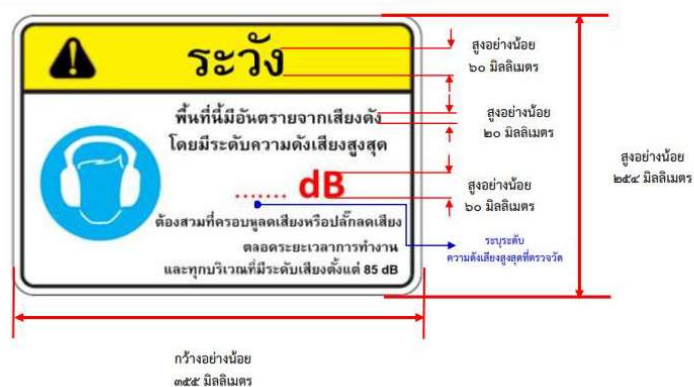 ระวัง
พื้นที่นี้มีอันตรายจากเสียงดัง
โดยมีระดับความดังเสียงสูงสุด
....... dB
ต้องสวมที่ครอบหูลดเสียงหรือปลั๊กลดเสียง
ตลอดระยะเวลาการทำงาน
และทุกบริเวณที่มีระดับเสียงตั้งแต่ 85 dB
สูงอย่างน้อย
๖๐ มิลลิเมตร
สูงอย่างน้อย
๒๐ มิลลิเมตร
สูงอย่างน้อย
๖๐ มิลลิเมตร
ระบุระดับ
ความดังเสียงสูงสุดที่ตรวจวัด
สูงอย่างน้อย
๒๕๔ มิลลิเมตร
กว้างอย่างน้อย
๓๕๕ มิลลิเมตร